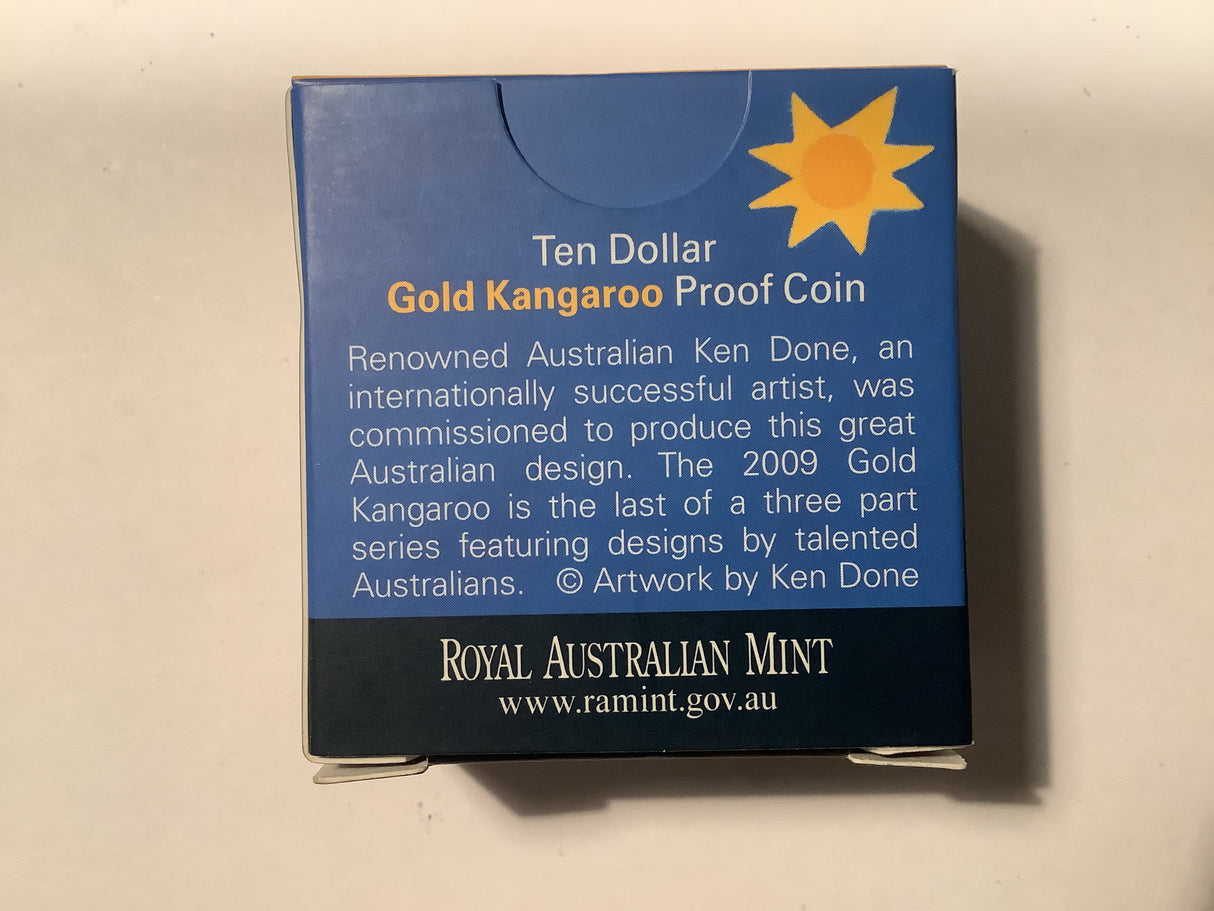 Ten Dollar
Gold Kangaroo Proof Coin
Renowned Australian Ken Done, an
internationally successful artist, was
commissioned to produce this great
Australian design. The 2009 Gold
Kangaroo is the last of a three part
series featuring designs by talented
Australians. © Artwork by Ken Done
ROYAL AUSTRALIAN MINT
www.ramint.gov.au